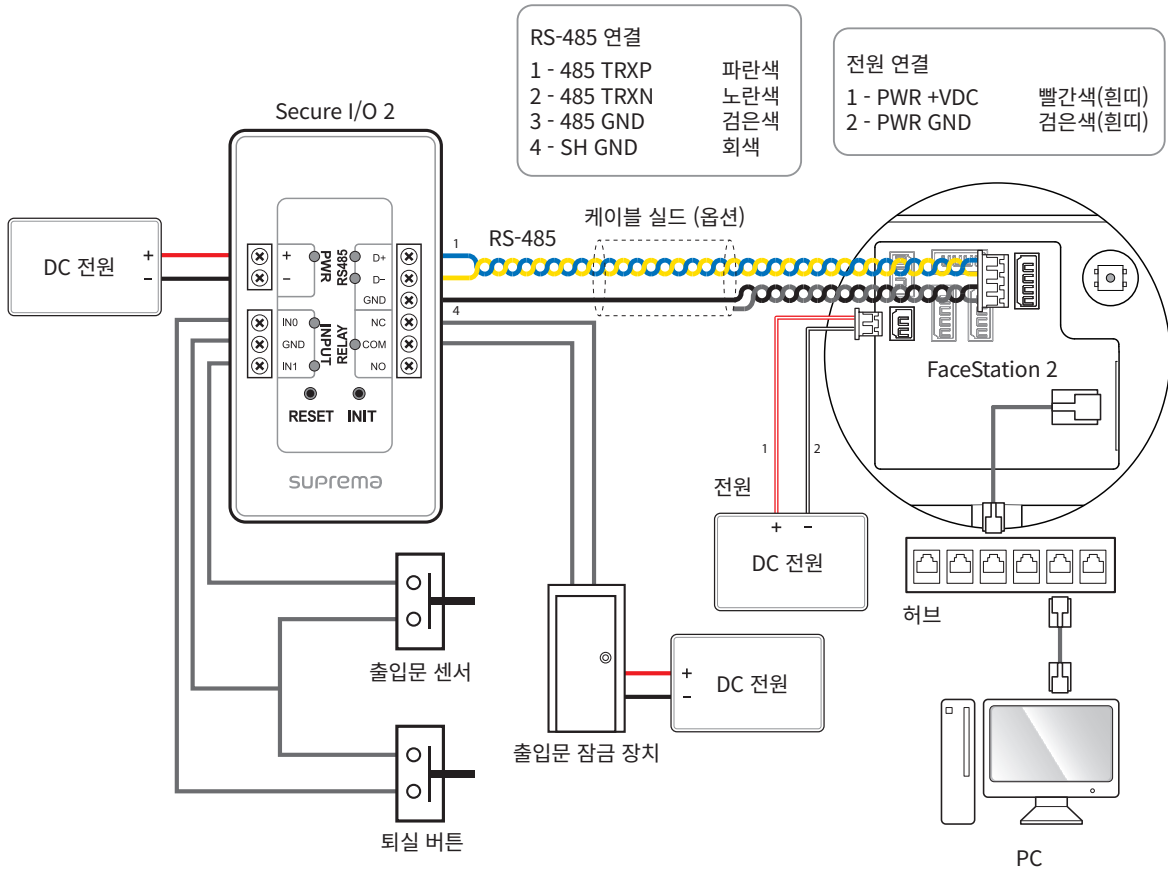 RS-485 연결
1 - 485 TRXP 파란색
2 - 485 TRXN 노란색
3 - 485 GND 검은색
4 - SH GND 회색
전원 연결
1 - PWR +VDC 빨간색(흰띠)
2 - PWR GND 검은색(흰띠)
Secure I/O 2
DC 전원
+
−
+
−
PWR
RS485
D+
D−
GND
IN0
GND
IN1
INPUT
RELAY
NC
COM
NO
RESET INIT
suprema
1
RS-485
4
케이블 실드 (옵션)
FaceStation 2
1
2
전원
+ −
DC 전원
허브
출입문 센서
퇴실 버튼
출입문 잠금 장치
+
−
DC 전원
PC